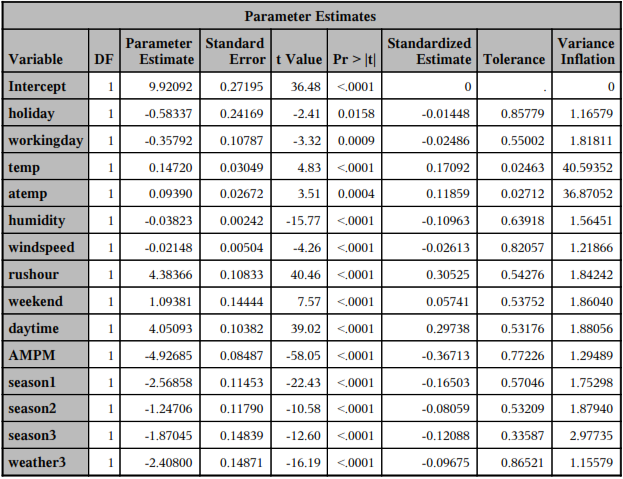 Parameter Estimates
Variable DF Parameter Estimate Standard Error t Value Pr > |t| Standardized Estimate Tolerance Variance Inflation
Intercept 1 9.92092 0.27195 36.48 <.0001 0 . 0
holiday 1 -0.58337 0.24169 -2.41 0.0158 -0.01448 0.85779 1.16579
workingday 1 -0.35792 0.10787 -3.32 0.0009 -0.02486 0.55002 1.81811
temp 1 0.14720 0.03049 4.83 <.0001 0.17092 0.02463 40.59352
atemp 1 0.09390 0.02672 3.51 0.0004 0.11859 0.02712 36.87052
humidity 1 -0.03823 0.00242 -15.77 <.0001 -0.10963 0.63918 1.56451
windspeed 1 -0.02148 0.00504 -4.26 <.0001 -0.02613 0.82057 1.21866
rushour 1 4.38366 0.10833 40.46 <.0001 0.30525 0.54276 1.84242
weekend 1 1.09381 0.14444 7.57 <.0001 0.05741 0.53752 1.86040
daytime 1 4.05093 0.10382 39.02 <.0001 0.29738 0.53176 1.88056
AMPM 1 -4.92685 0.08487 -58.05 <.0001 -0.36713 0.77226 1.29489
season1 1 -2.56858 0.11453 -22.43 <.0001 -0.16503 0.57046 1.75298
season2 1 -1.24706 0.11790 -10.58 <.0001 -0.08059 0.53209 1.87940
season3 1 -1.87045 0.14839 -12.60 <.0001 -0.12088 0.33587 2.97735
weather3 1 -2.40800 0.14871 -16.19 <.0001 -0.09675 0.86521 1.15579